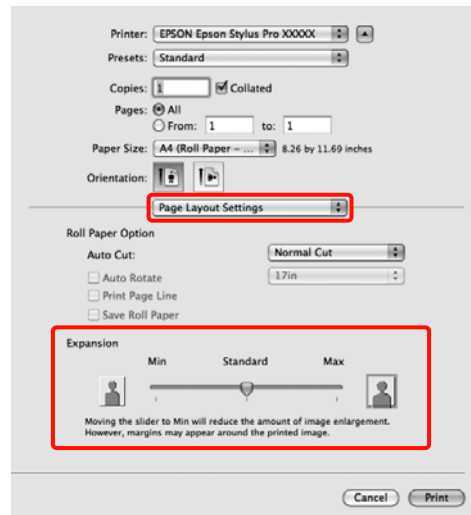 Printer: EPSON Epson Stylus Pro XXXXX
Presets: Standard
Copies: 1 Collated
Pages: All
From: 1 to: 1
Paper Size: A4 (Roll Paper – ... 8.26 by 11.69 inches
Orientation:
Page Layout Settings
Roll Paper Option
Auto Cut: Normal Cut
Auto Rotate 17in
Print Page Line
Save Roll Paper
Expansion
Min Standard Max
Moving the slider to Min will reduce the amount of image enlargement.
However, margins may appear around the printed image.
Cancel Print